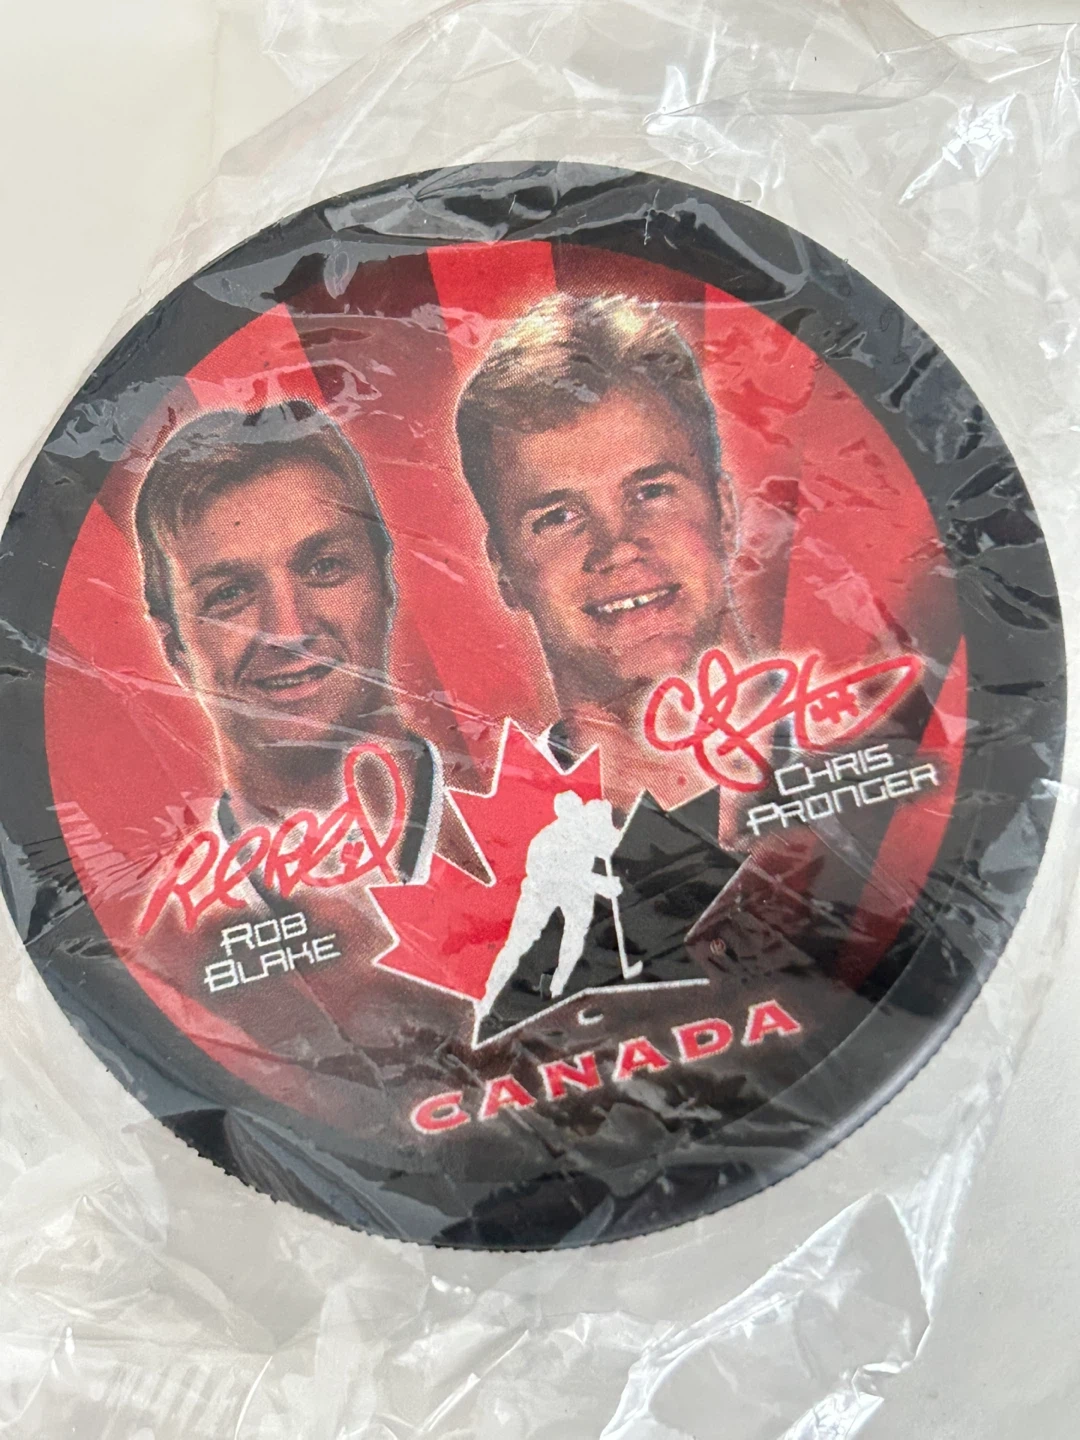 Chris
Pronger
Rob
Blake
C
CANADA